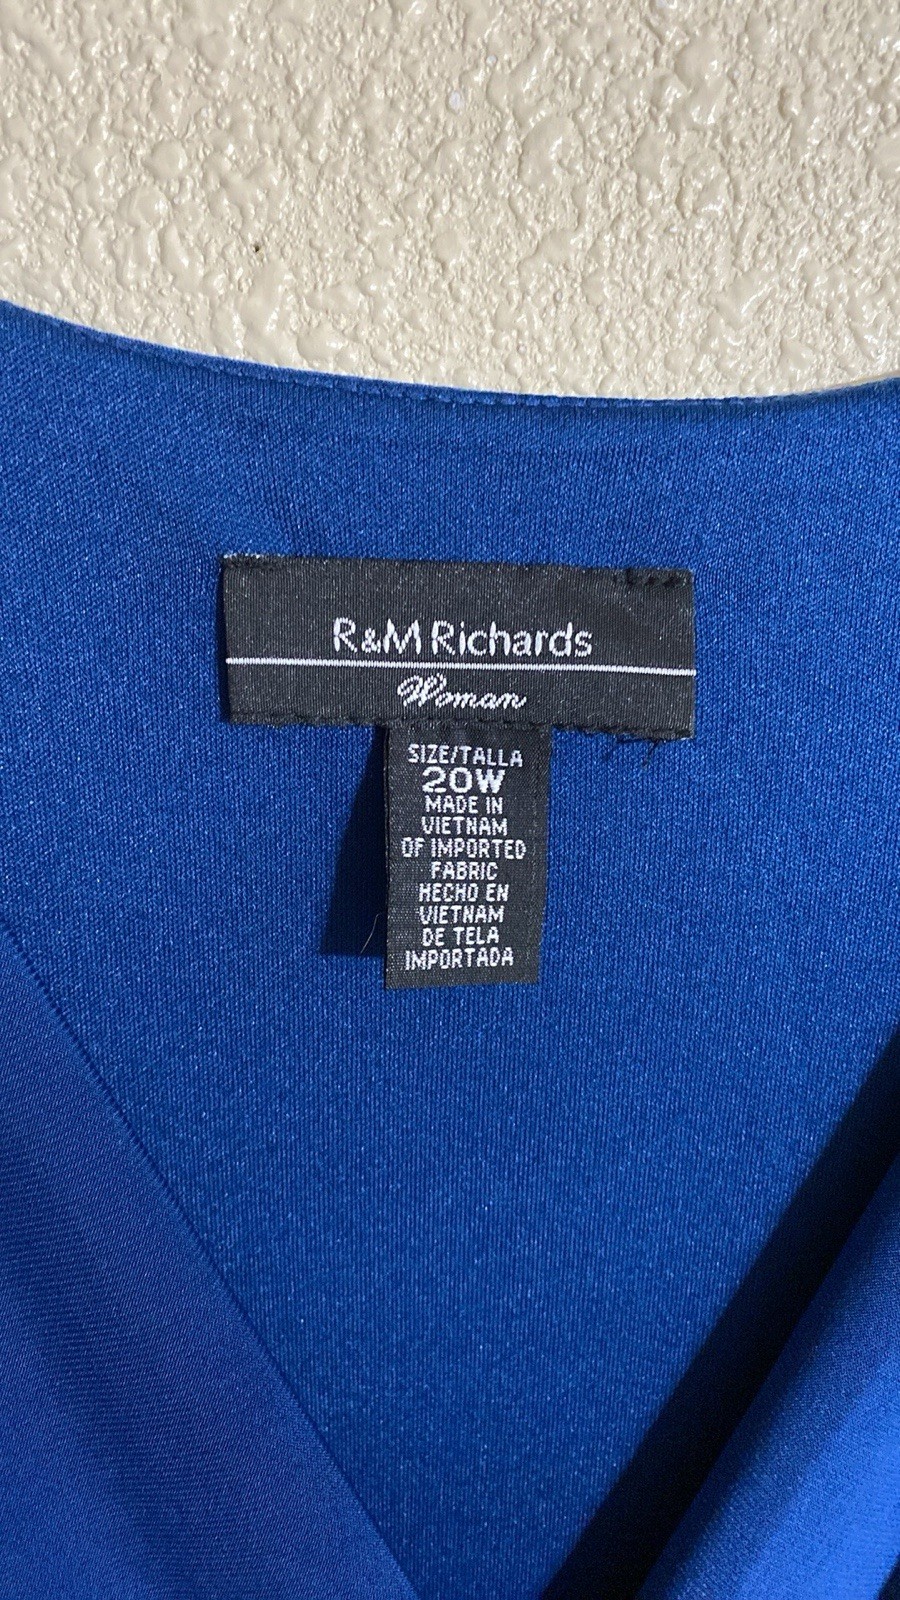 R&M Richards
Woman
SIZE/TALLA
20W
MADE IN
VIETNAM
OF IMPORTED
FABRIC
HECHO EN
VIETNAM
DE TELA
IMPORTADA